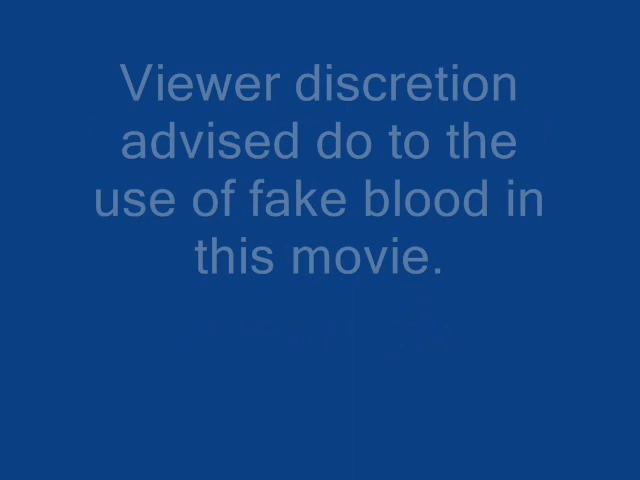 Viewer discretion
advised do to the
use of fake blood in
this movie.